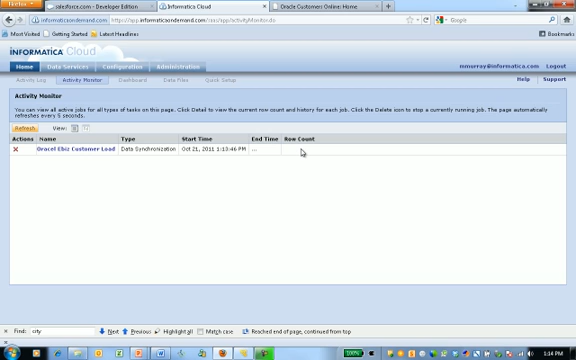 Firefox
salesforce.com - Developer Edition
Informatica Cloud
Oracle Customers Online: Home
informaticaondemand.com
https://app.informaticaondemand.com/saas/app/activityMonitor.do
Google
Most Visited
Getting Started
Latest Headlines
Bookmarks
INFORMATICA Cloud
Home
Data Services
Configuration
Administration
mmurray@informatica.com
Logout
Activity Log
Activity Monitor
Dashboard
Data Files
Quick Setup
Help
Support
Activity Monitor
You can view all active jobs for all types of tasks on this page. Click Detail to view the current row count and history for each job. Click the Delete icon to stop a currently running job. The page automatically
refreshes every 5 seconds.
Refresh
View:
Actions Name Type Start Time End Time Row Count
Oracel Ebiz Customer Load Data Synchronization Oct 21, 2011 1:13:46 PM ...
Find: city Next Previous Highlight all Match case Reached end of page, continued from top
100%
1:14 PM